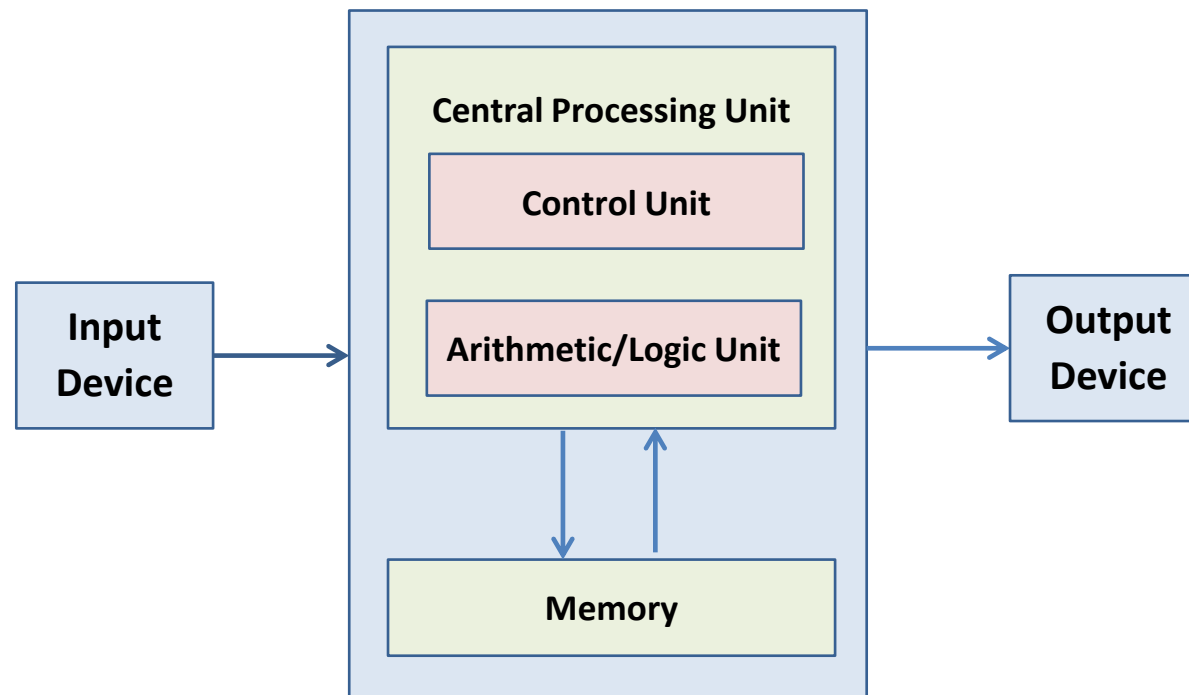 Central Processing Unit
Control Unit
Input
Device
Arithmetic/Logic Unit
Output
Device
Memory